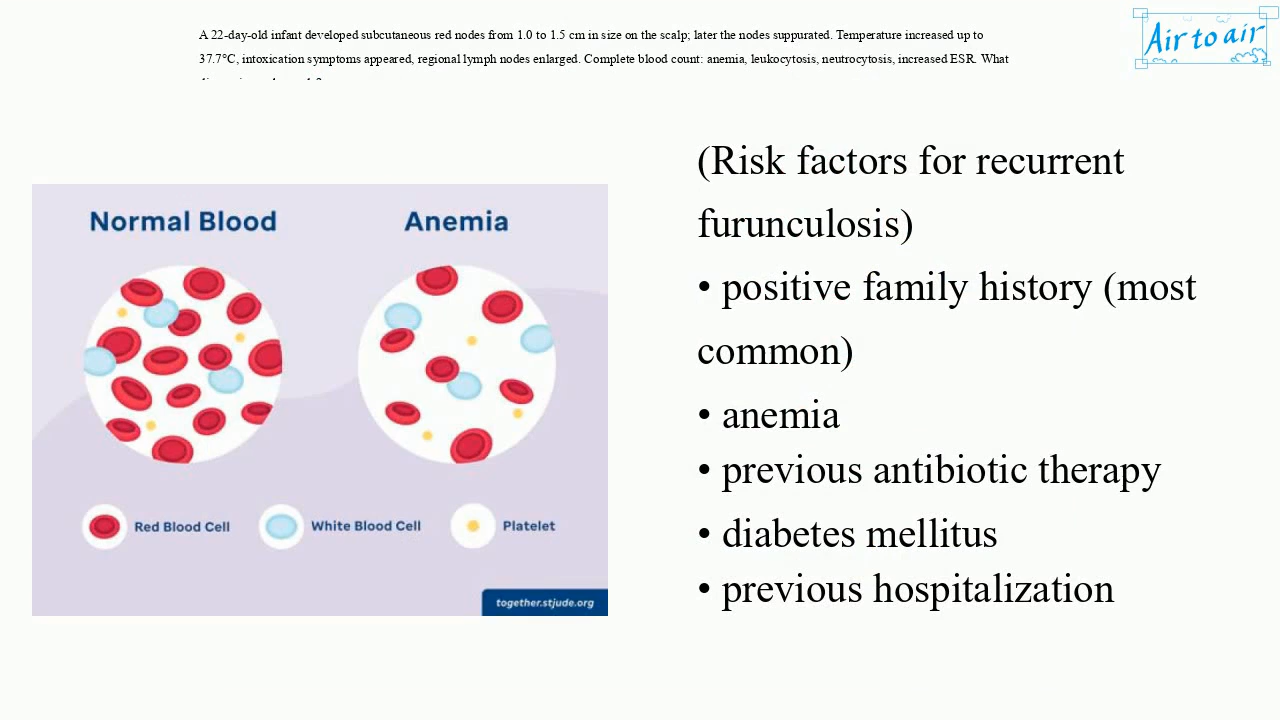 A 22-day-old infant developed subcutaneous red nodes from 1.0 to 1.5 cm in size on the scalp; later the nodes suppurated. Temperature increased up to
37.7°C, intoxication symptoms appeared, regional lymph nodes enlarged. Complete blood count: anemia, leukocytosis, neutrocytosis, increased ESR. What
Air to air
(Risk factors for recurrent
furunculosis)
• positive family history (most
common)
• anemia
• previous antibiotic therapy
• diabetes mellitus
• previous hospitalization
Normal Blood
Anemia
Red Blood Cell
White Blood Cell
Platelet
together.stjude.org